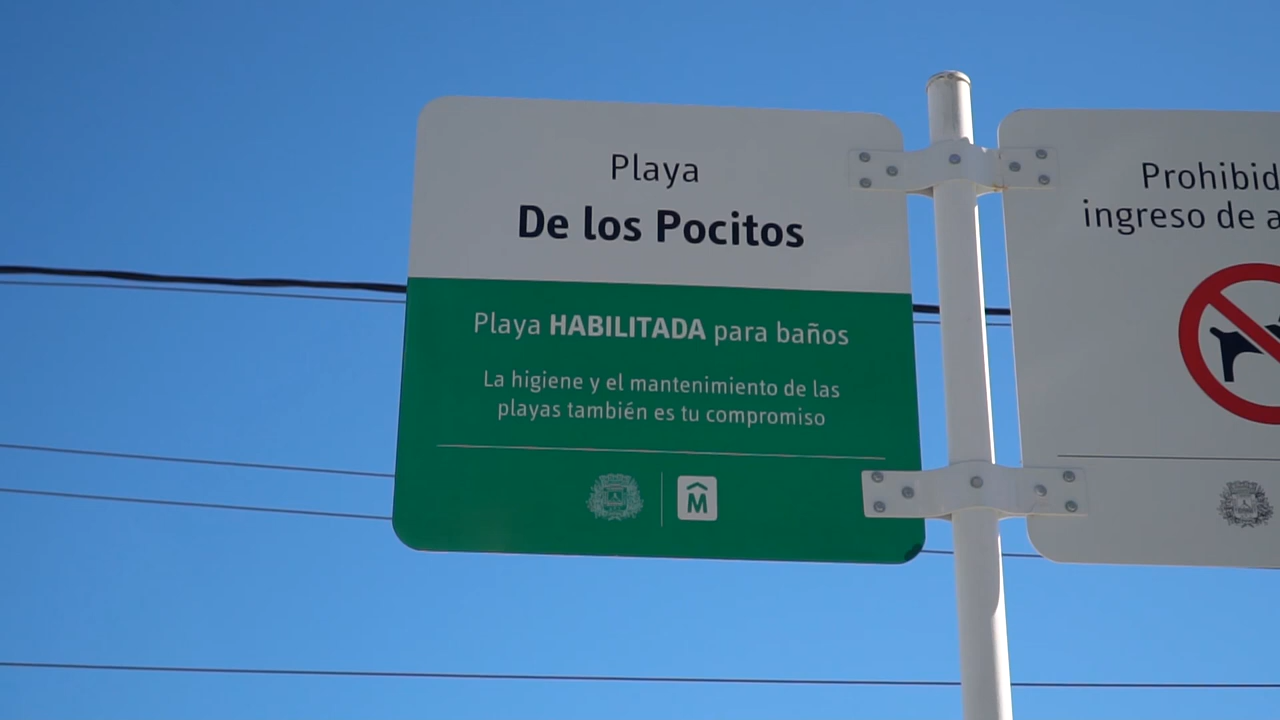 Playa
De los Pocitos
Playa HABILITADA para baños
La higiene y el mantenimiento de las
playas también es tu compromiso
M
Prohibid
ingreso de a